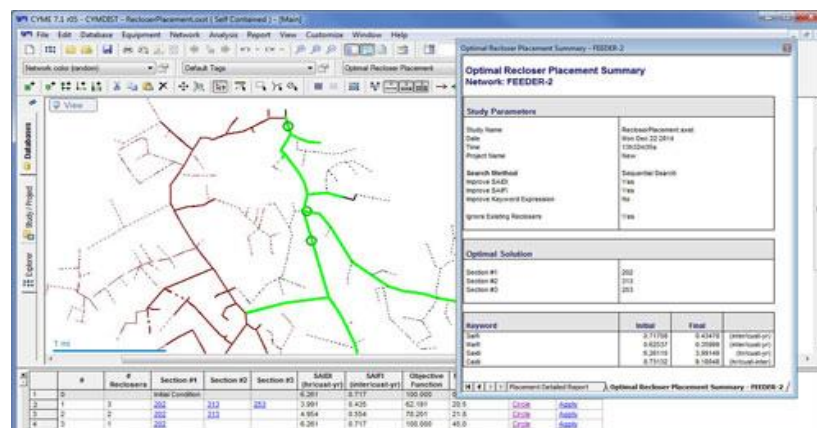 CYME 7.1 r05 - CYMDIST - RecloserPlacement.sxst ( Self Contained ) - [Main]
File Edit Database Equipment Network Analysis Report View Customize Window Help
Network color (random) Default Tags Optimal Recloser Placement
View
Databases
Study / Project
Explorer
1 mi
Optimal Recloser Placement Summary - FEEDER-2
Optimal Recloser Placement Summary
Network: FEEDER-2
Study Parameters
Study Name RecloserPlacement.sxst
Date Mon Dec 22 2014
Time
Project Name New
Search Method Sequential Search
Improve SAIDI Yes
Improve SAIFI Yes
Improve Keyword Expression No
Ignore Existing Reclosers Yes
Optimal Solution
Section #1 202
Section #2 313
Section #3 253
Keyword Initial Final
Placement Detailed Report Optimal Recloser Placement Summary - FEEDER-2
# # Reclosers Section #1 Section #2 Section #3 SAIDI (hr/cust-yr) SAIFI (inter/cust-yr) Objective Function
1 0 Initial Condition 6.261 0.717 100.000
2 1 3 202 313 253 3.991 0.435 62.191 20.5 Circle Apply
3 2 2 202 313 4.954 0.554 78.201 21.8 Circle Apply
4 3 1 202 6.261 0.717 100.000 Circle Apply